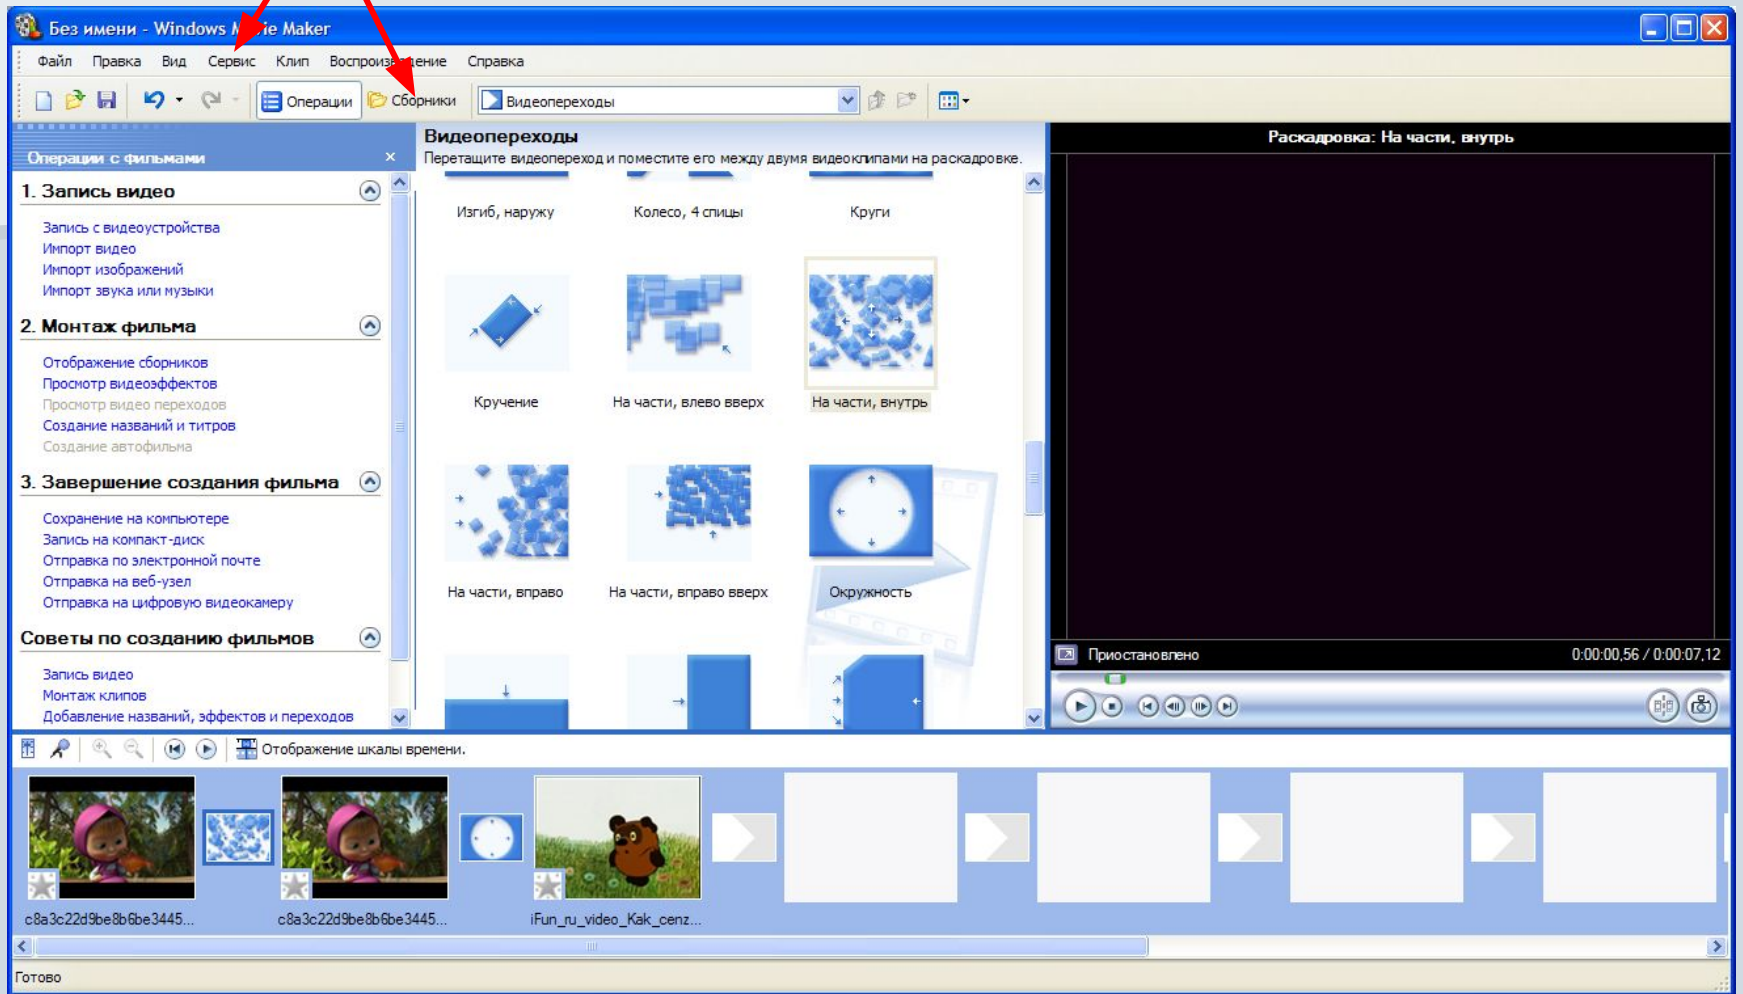 Без имени - Windows Movie Maker
Файл Правка Вид Сервис Клип Воспроизведение Справка
Операции Сборники Видеопереходы
Операции с фильмами
1. Запись видео
Запись с видеоустройства
Импорт видео
Импорт изображений
Импорт звука или музыки
2. Монтаж фильма
Отображение сборников
Просмотр видеоэффектов
Просмотр видео переходов
Создание названий и титров
Создание автофильма
3. Завершение создания фильма
Сохранение на компьютере
Запись на компакт-диск
Отправка по электронной почте
Отправка на веб-узел
Отправка на цифровую видеокамеру
Советы по созданию фильмов
Запись видео
Монтаж клипов
Добавление названий, эффектов и переходов
Видеопереходы
Перетащите видеопереход и поместите его между двумя видеоклипами на раскадровке.
Изгиб, наружу Колесо, 4 спицы Круги
Кручение На части, влево вверх На части, внутрь
На части, вправо На части, вправо вверх Окружность
Раскадровка: На части, внутрь
Приостановлено 0:00:00,56 / 0:00:07,12
Отображение шкалы времени.
c8a3c22d9be8b6be3445... c8a3c22d9be8b6be3445... iFun_ru_video_Kak_cenz...
Готово